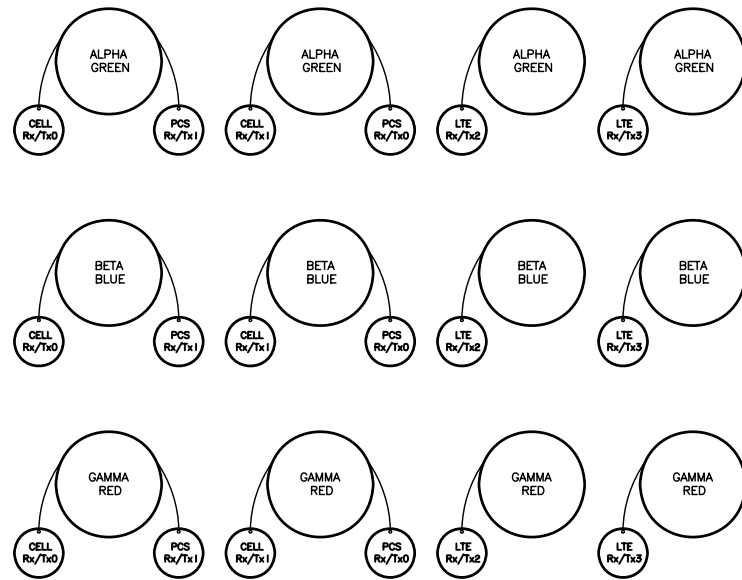 ALPHA
GREEN
ALPHA
GREEN
ALPHA
GREEN
ALPHA
GREEN
CELL
Rx/Tx0
PCS
Rx/Tx1
CELL
Rx/Tx1
PCS
Rx/Tx0
LTE
Rx/Tx2
LTE
Rx/Tx3
BETA
BLUE
BETA
BLUE
BETA
BLUE
BETA
BLUE
CELL
Rx/Tx0
PCS
Rx/Tx1
CELL
Rx/Tx1
PCS
Rx/Tx0
LTE
Rx/Tx2
LTE
Rx/Tx3
GAMMA
RED
GAMMA
RED
GAMMA
RED
GAMMA
RED
CELL
Rx/Tx0
PCS
Rx/Tx1
CELL
Rx/Tx1
PCS
Rx/Tx0
LTE
Rx/Tx2
LTE
Rx/Tx3